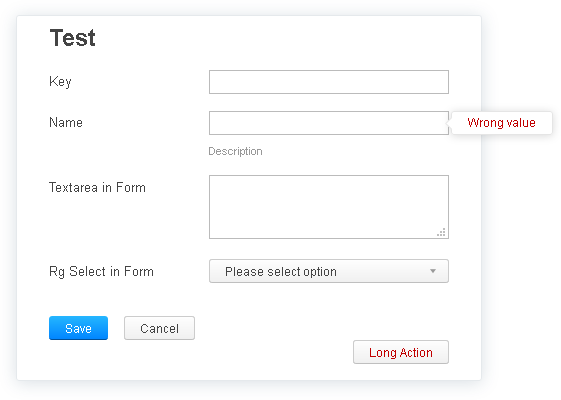 Test
Key
Name
Wrong value
Description
Textarea in Form
Rg Select in Form
Please select option
Save
Cancel
Long Action